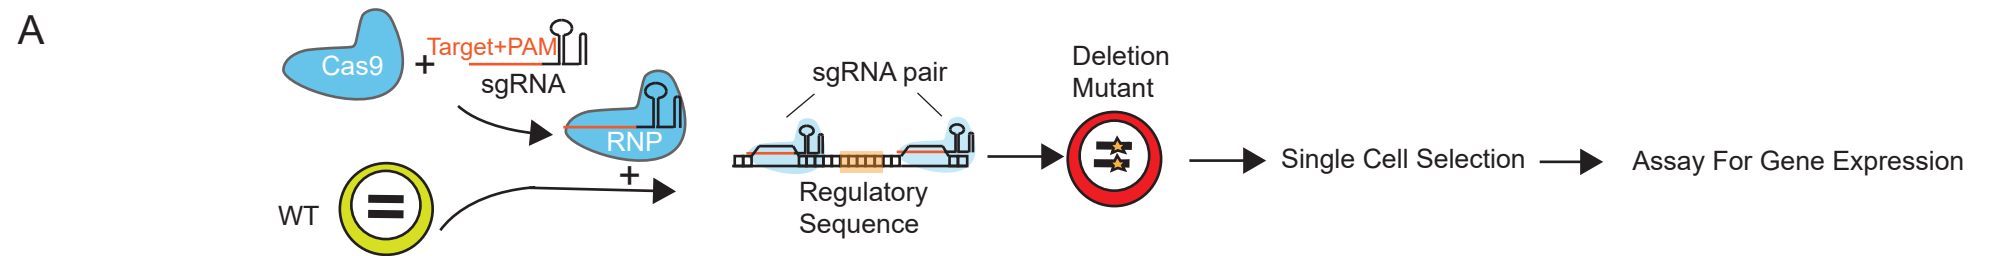 A
Cas9
+
Target+PAM
sgRNA
RNP
+
WT
sgRNA pair
Regulatory
Sequence
Deletion
Mutant
Single Cell Selection
Assay For Gene Expression